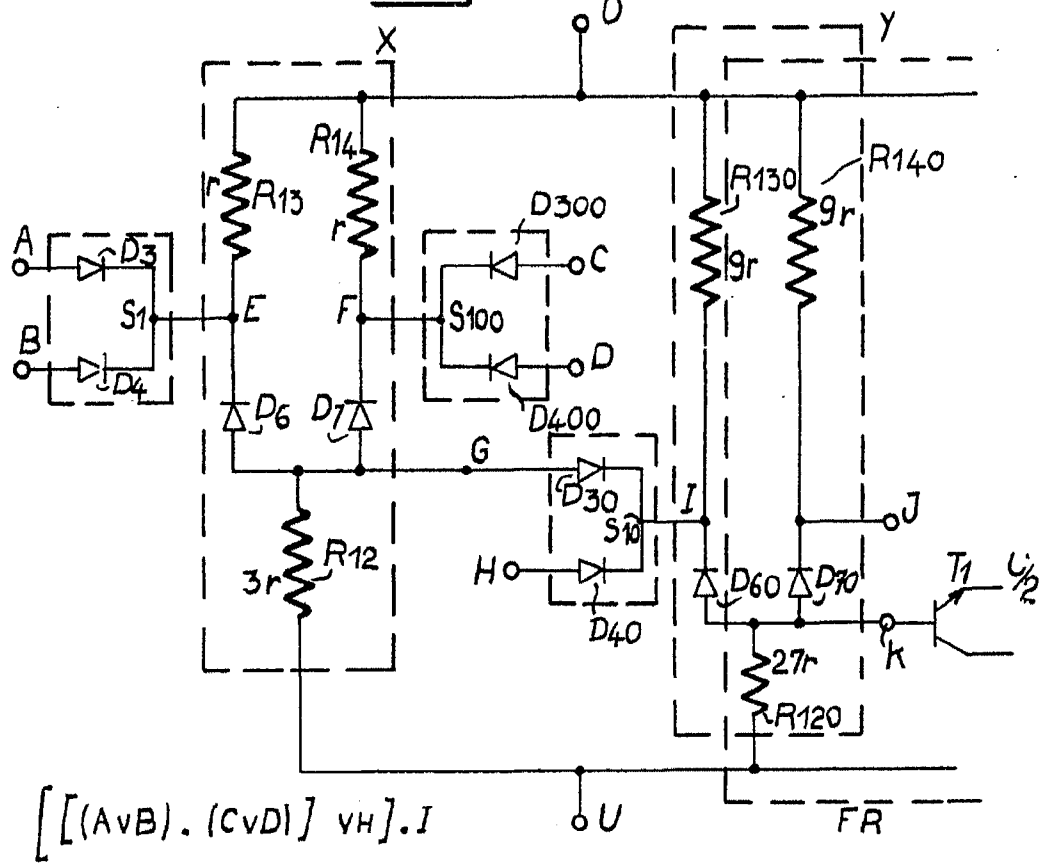 O
X
Y
R14
R140
R130
r
R13
D300
9r
A
D3
r
C
9r
S1
E
F
S100
B
D4
D
D6
D7
D400
G
D30
I
J
S10
R12
H
D60
D70
T1
i/2
3r
D40
K
27r
R120
[[(AvB).(CvD)] vH].I
U
FR